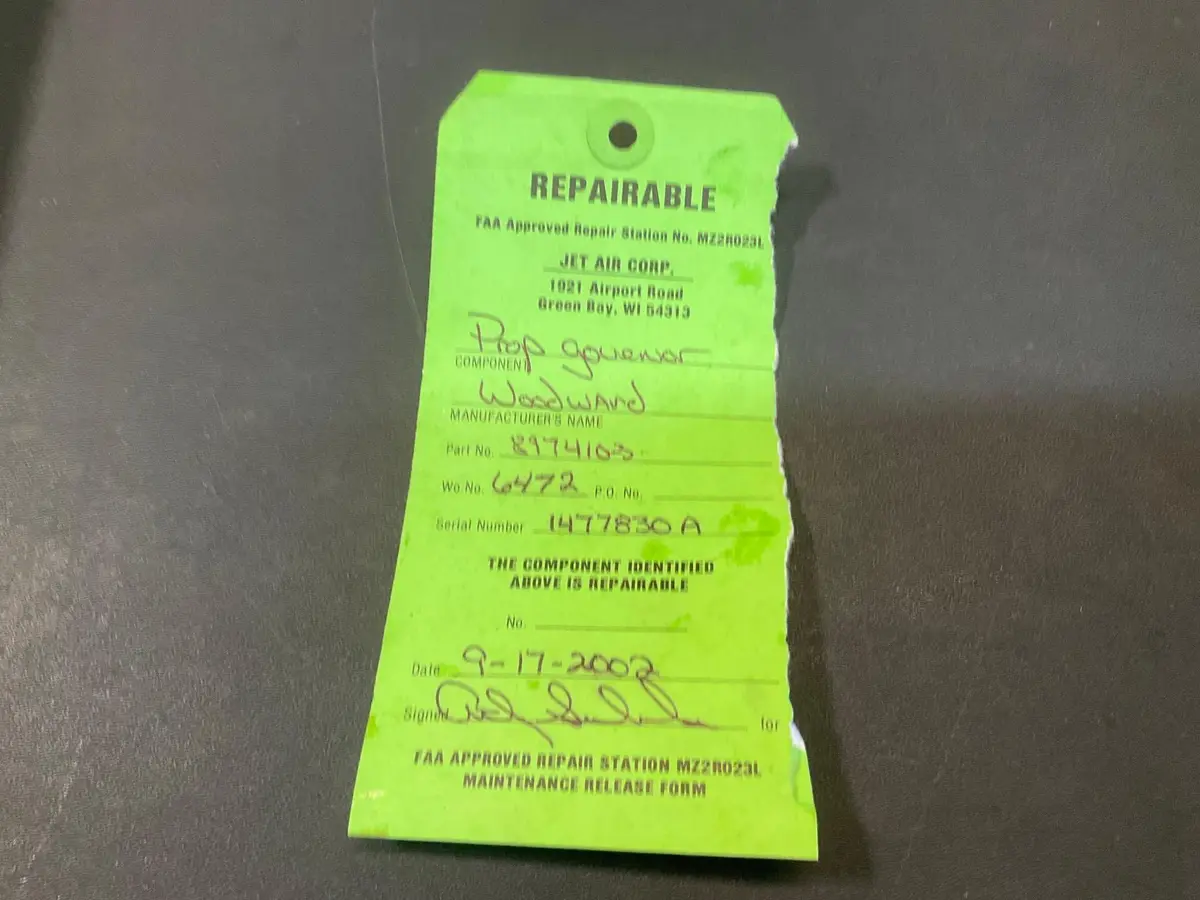 REPAIRABLE
FAA Approved Repair Station No. MZ2R023L
JET AIR CORP.
1921 Airport Road
Green Bay, WI 54313
Prop governor
COMPONENT
Woodward
MANUFACTURER'S NAME
Part No. 8974103
Wo No. 6472 P.O. No.
Serial Number 1477830A
THE COMPONENT IDENTIFIED
ABOVE IS REPAIRABLE
No.
Date 9-17-2002
Signed for
FAA APPROVED REPAIR STATION MZ2R023L
MAINTENANCE RELEASE FORM